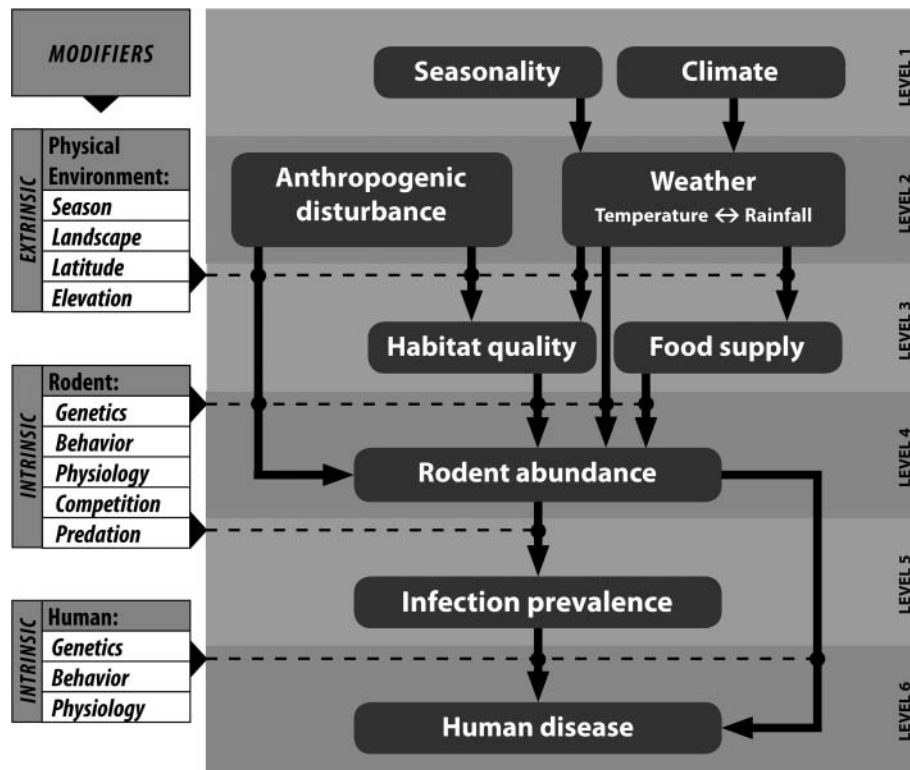 MODIFIERS
EXTRINSIC
Physical
Environment:
Season
Landscape
Latitude
Elevation
INTRINSIC
Rodent:
Genetics
Behavior
Physiology
Competition
Predation
INTRINSIC
Human:
Genetics
Behavior
Physiology
Seasonality
Climate
LEVEL 1
Anthropogenic
disturbance
Weather
Temperature ↔ Rainfall
LEVEL 2
Habitat quality
Food supply
LEVEL 3
Rodent abundance
LEVEL 4
Infection prevalence
LEVEL 5
Human disease
LEVEL 6